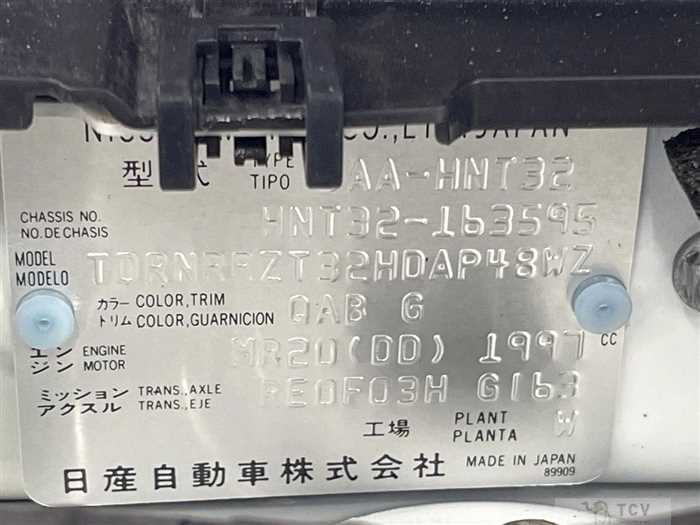 JAPAN
型式 TYPE TIPO AA-HNT32
CHASSIS NO. NO.DE CHASIS HNT32-163595
MODEL MODELO TDRNRRZT32HDAP48WZ
カラー COLOR,TRIM QAB G
トリム COLOR,GUARNICION
エン ENGINE MR20(DD) 1997 CC
ジン MOTOR
ミッション TRANS.,AXLE RE0F03H G163
アクスル TRANS.,EJE
工場 PLANT PLANTA W
日産自動車株式会社 MADE IN JAPAN
89909
TCV